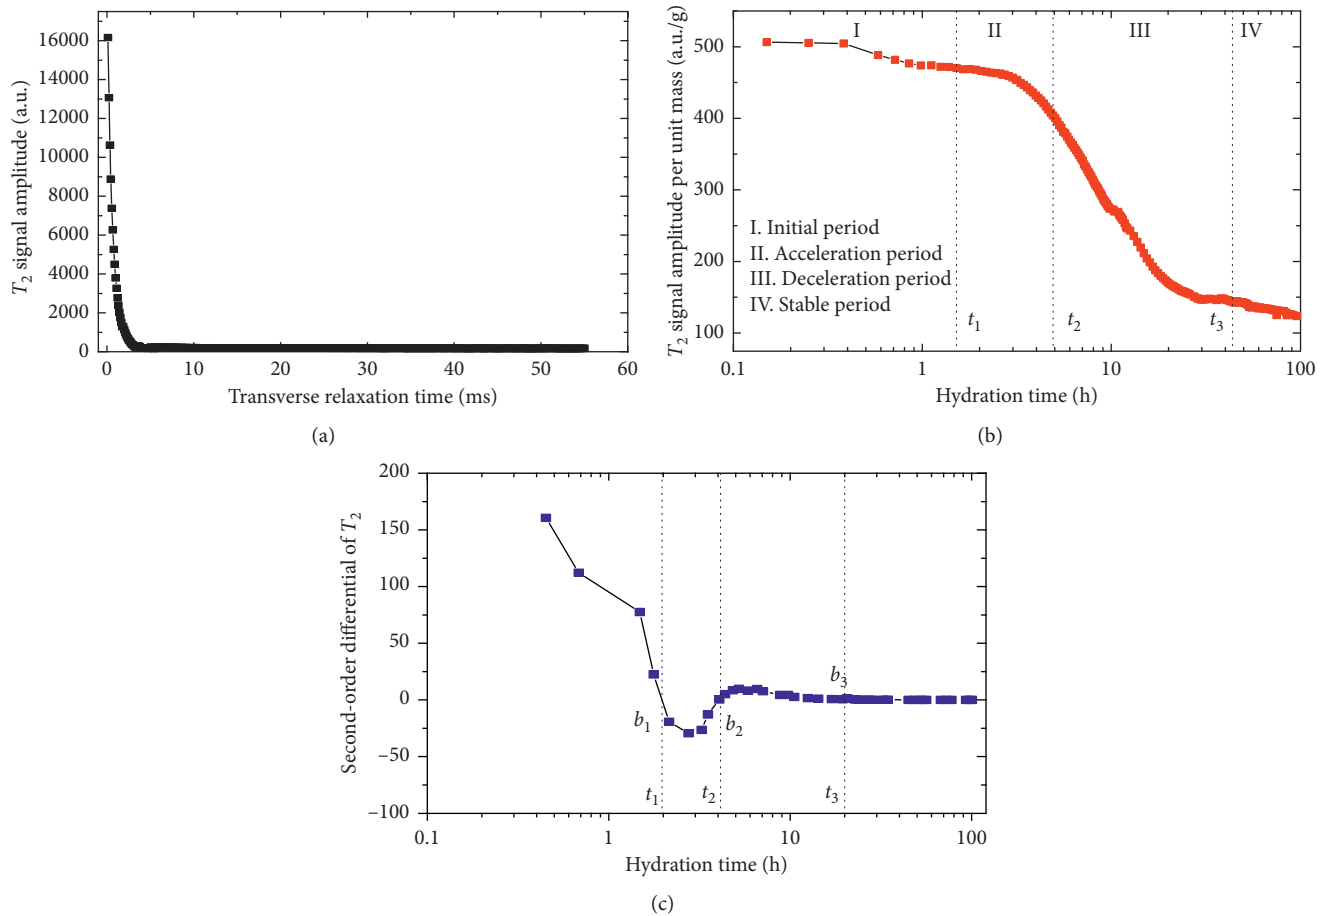 16000
14000
12000
10000
8000
6000
4000
2000
0
T2 signal amplitude (a.u.)
0 10 20 30 40 50 60
Transverse relaxation time (ms)
(a)
I II III IV
500
400
300
200
100
T2 signal amplitude per unit mass (a.u./g)
I. Initial period
II. Acceleration period
III. Deceleration period
IV. Stable period
t1 t2 t3
0.1 1 10 100
Hydration time (h)
(b)
200
150
100
50
0
−50
−100
Second-order differential of T2
b1 b2 b3
t1 t2 t3
0.1 1 10 100
Hydration time (h)
(c)